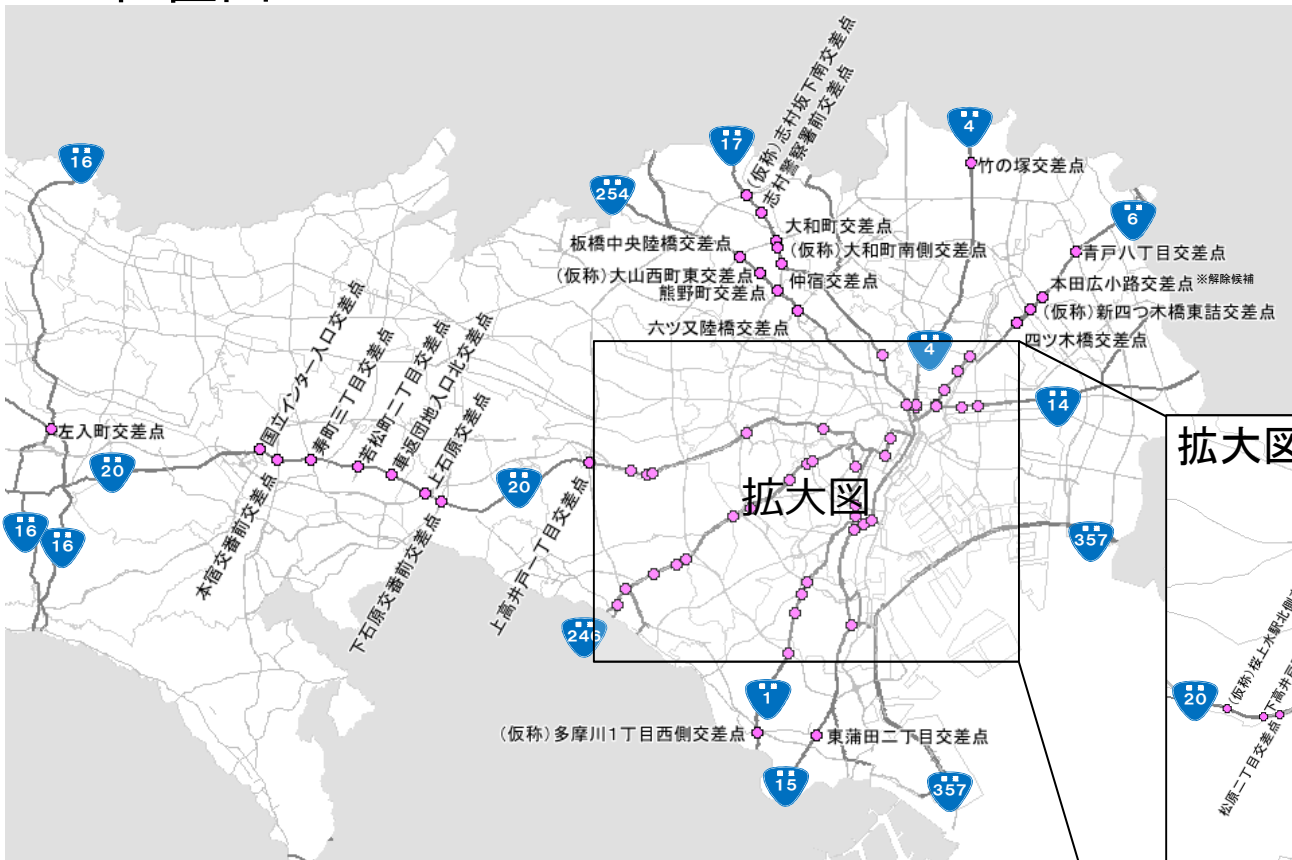 16
17
(仮称)志村坂下南交差点
志村警察署前交差点
4
竹の塚交差点
254
6
大和町交差点
板橋中央陸橋交差点
(仮称)大和町南側交差点
青戸八丁目交差点
(仮称)大山西町東交差点
仲宿交差点
本田広小路交差点 ※解除候補
熊野町交差点
(仮称)新四つ木橋東詰交差点
六ツ又陸橋交差点
四ツ木橋交差点
4
14
左入町交差点
20
国立インター入口交差点
寿町三丁目交差点
若松町二丁目交差点
車返団地入口北交差点
上石原交差点
20
本宿交番前交差点
下石原交番前交差点
上高井戸一丁目交差点
拡大図
16
16
357
246
1
(仮称)多摩川1丁目西側交差点
東蒲田二丁目交差点
15
357
拡大図
20
(仮称)桜上水駅北側
下高井戸
松原二丁目交差点